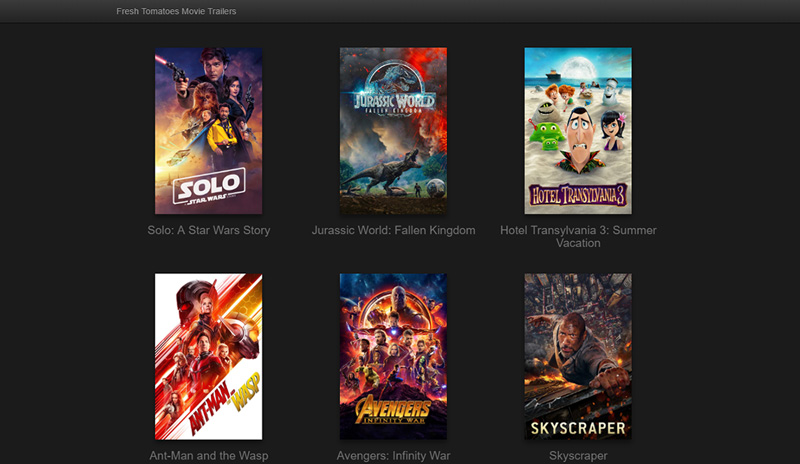 Fresh Tomatoes Movie Trailers
SOLO
A STAR WARS STORY
JURASSIC WORLD
FALLEN KINGDOM
HOTEL TRANSYLVANIA 3
Solo: A Star Wars Story
Jurassic World: Fallen Kingdom
Hotel Transylvania 3: Summer
Vacation
ANT-MAN
WASP
AVENGERS
INFINITY WAR
SKYSCRAPER
Ant-Man and the Wasp
Avengers: Infinity War
Skyscraper